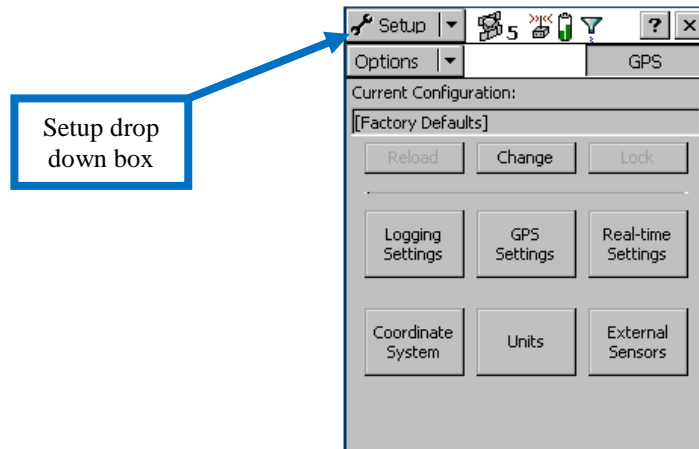 Setup 5 ? ×
Options GPS
Current Configuration:
[Factory Defaults]
Reload Change Lock
Setup drop
down box
Logging
Settings
GPS
Settings
Real-time
Settings
Coordinate
System
Units
External
Sensors